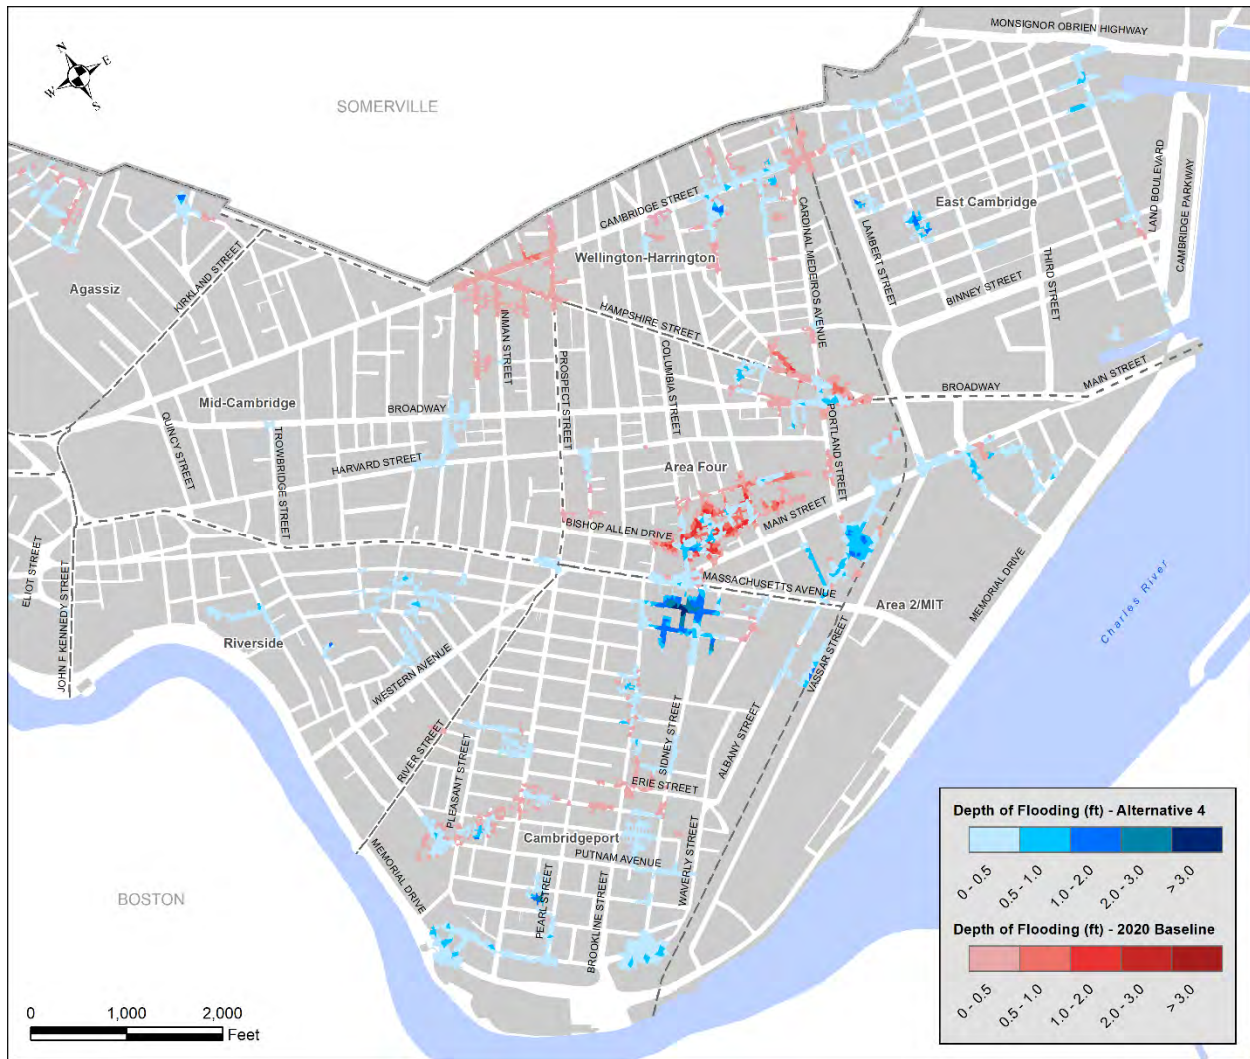 MONSIGNOR OBRIEN HIGHWAY
N
E
W
S
SOMERVILLE
LAND BOULEVARD
CAMBRIDGE PARKWAY
CAMBRIDGE STREET
East Cambridge
CARDINAL MEDEIROS AVENUE
LAMBERT STREET
KIRKLAND STREET
Wellington-Harrington
THIRD STREET
BINNEY STREET
Agassiz
HAMPSHIRE STREET
INMAN STREET
PROSPECT STREET
COLUMBIA STREET
MAIN STREET
BROADWAY
Mid-Cambridge
BROADWAY
QUINCY STREET
TROWBRIDGE STREET
PORTLAND STREET
HARVARD STREET
Area Four
MAIN STREET
BISHOP ALLEN DRIVE
ELIOT STREET
JOHN F KENNEDY STREET
MASSACHUSETTS AVENUE
Area 2/MIT
MEMORIAL DRIVE
Charles River
Riverside
WESTERN AVENUE
VASSAR STREET
RIVER STREET
SIDNEY STREET
ALBANY STREET
PLEASANT STREET
ERIE STREET
Cambridgeport
MEMORIAL DRIVE
PUTNAM AVENUE
WAVERLY STREET
PEARL STREET
BROOKLINE STREET
BOSTON
Depth of Flooding (ft) - Alternative 4
0 - 0.5
0.5 - 1.0
1.0 - 2.0
2.0 - 3.0
> 3.0
Depth of Flooding (ft) - 2020 Baseline
0 - 0.5
0.5 - 1.0
1.0 - 2.0
2.0 - 3.0
> 3.0
0 1,000 2,000
Feet